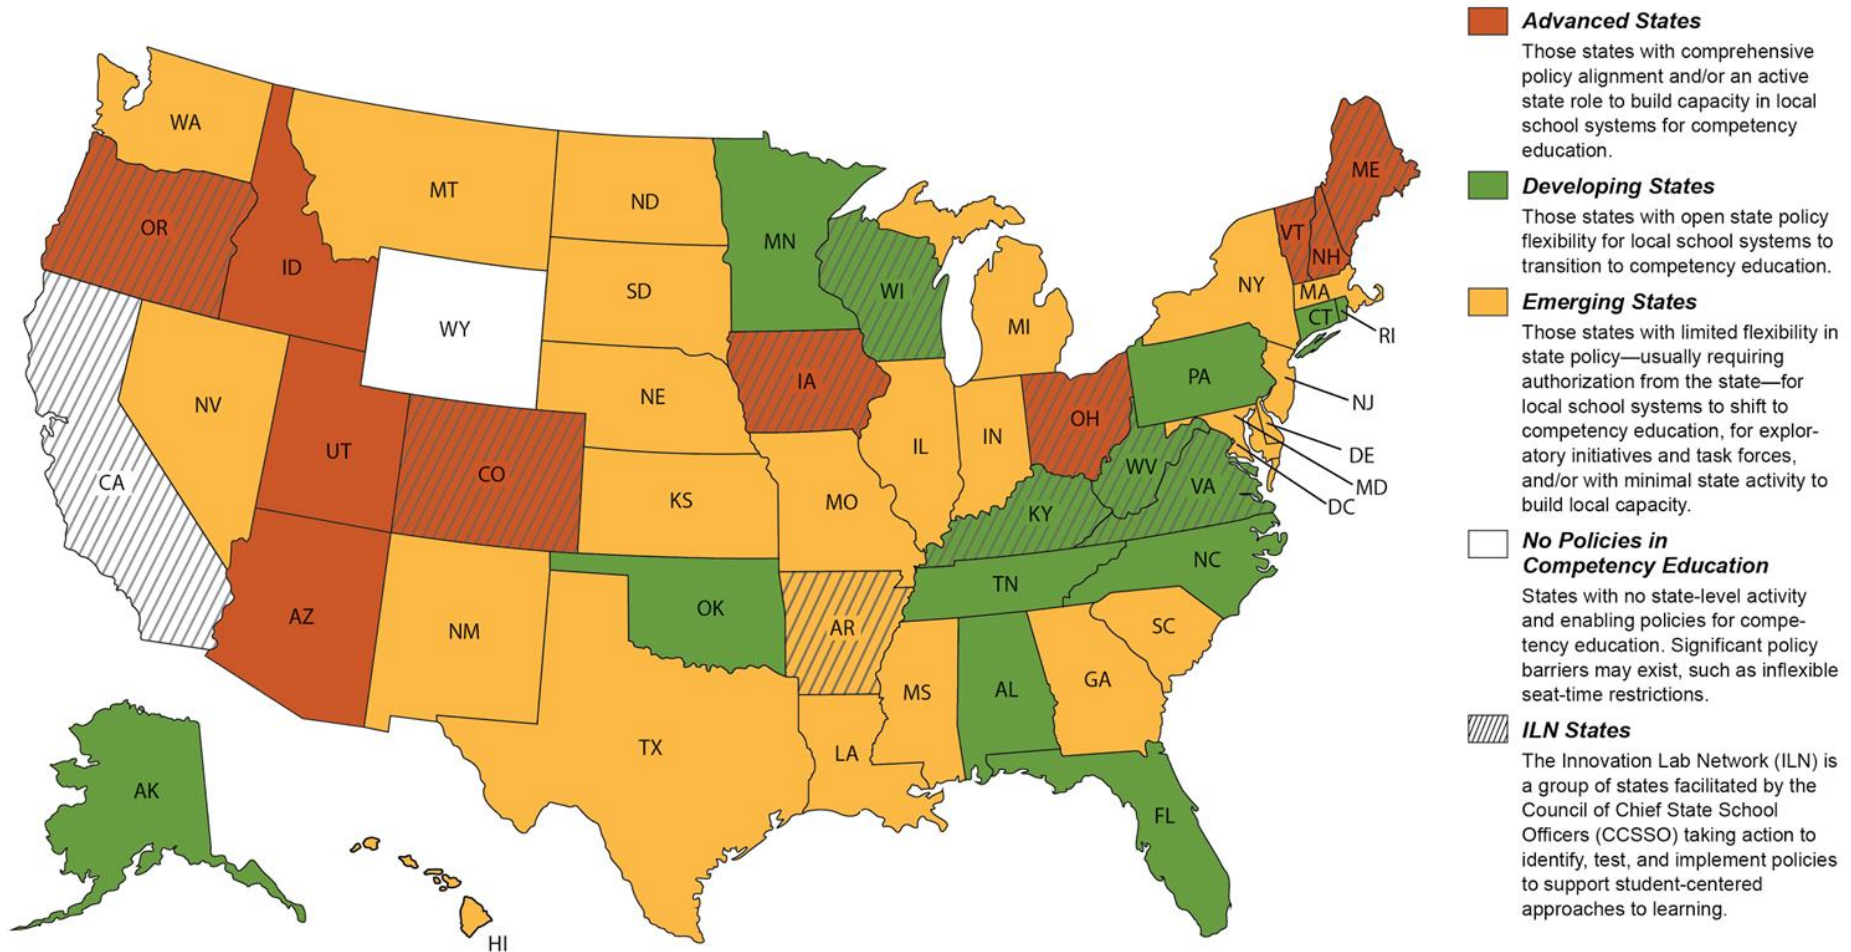 WA
OR
CA
ID
NV
MT
WY
UT
AZ
CO
NM
ND
SD
NE
KS
OK
TX
MN
IA
MO
AR
LA
WI
IL
MI
IN
OH
KY
TN
MS
AL
GA
FL
SC
NC
VA
WV
PA
NY
VT
NH
ME
MA
CT
RI
NJ
DE
MD
DC
AK
HI
Advanced States
Those states with comprehensive
policy alignment and/or an active
state role to build capacity in local
school systems for competency
education.
Developing States
Those states with open state policy
flexibility for local school systems to
transition to competency education.
Emerging States
Those states with limited flexibility in
state policy—usually requiring
authorization from the state—for
local school systems to shift to
competency education, for explor-
atory initiatives and task forces,
and/or with minimal state activity to
build local capacity.
No Policies in
Competency Education
States with no state-level activity
and enabling policies for compe-
tency education. Significant policy
barriers may exist, such as inflexible
seat-time restrictions.
ILN States
The Innovation Lab Network (ILN) is
a group of states facilitated by the
Council of Chief State School
Officers (CCSSO) taking action to
identify, test, and implement policies
to support student-centered
approaches to learning.